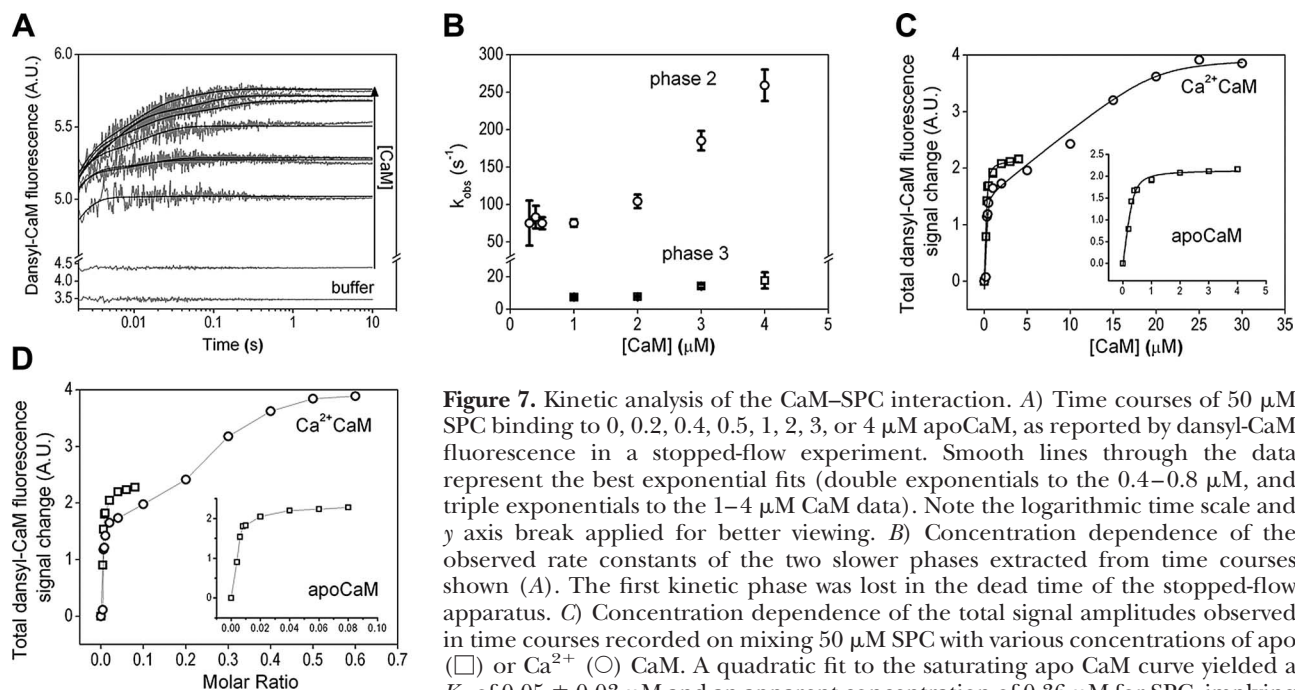 A
Dansyl-CaM fluorescence (A.U.)
6.0
5.5
5.0
4.5
4.0
3.5
[CaM]
buffer
0.01
0.1
1
10
Time (s)
B
k_obs (s⁻¹)
300
250
200
150
100
50
20
10
0
phase 2
phase 3
0
1
2
3
4
5
[CaM] (μM)
C
Total dansyl-CaM fluorescence
signal change (A.U.)
4
3
2
1
0
Ca²⁺CaM
2.0
1.5
1.0
0.5
0.0
apoCaM
0 1 2 3 4 5
0 5 10 15 20 25 30 35
[CaM] (μM)
D
Total dansyl-CaM fluorescence
signal change (A.U.)
4
3
2
1
0
Ca²⁺CaM
2
1
0
apoCaM
0.00 0.02 0.04 0.06 0.08 0.10
0.0 0.1 0.2 0.3 0.4 0.5 0.6 0.7
Molar Ratio
Figure 7. Kinetic analysis of the CaM–SPC interaction. A) Time courses of 50 μM
SPC binding to 0, 0.2, 0.4, 0.5, 1, 2, 3, or 4 μM apoCaM, as reported by dansyl-CaM
fluorescence in a stopped-flow experiment. Smooth lines through the data
represent the best exponential fits (double exponentials to the 0.4–0.8 μM, and
triple exponentials to the 1–4 μM CaM data). Note the logarithmic time scale and
y axis break applied for better viewing. B) Concentration dependence of the
observed rate constants of the two slower phases extracted from time courses
shown (A). The first kinetic phase was lost in the dead time of the stopped-flow
apparatus. C) Concentration dependence of the total signal amplitudes observed
in time courses recorded on mixing 50 μM SPC with various concentrations of apo
(□) or Ca²⁺ (○) CaM. A quadratic fit to the saturating apo CaM curve yielded a